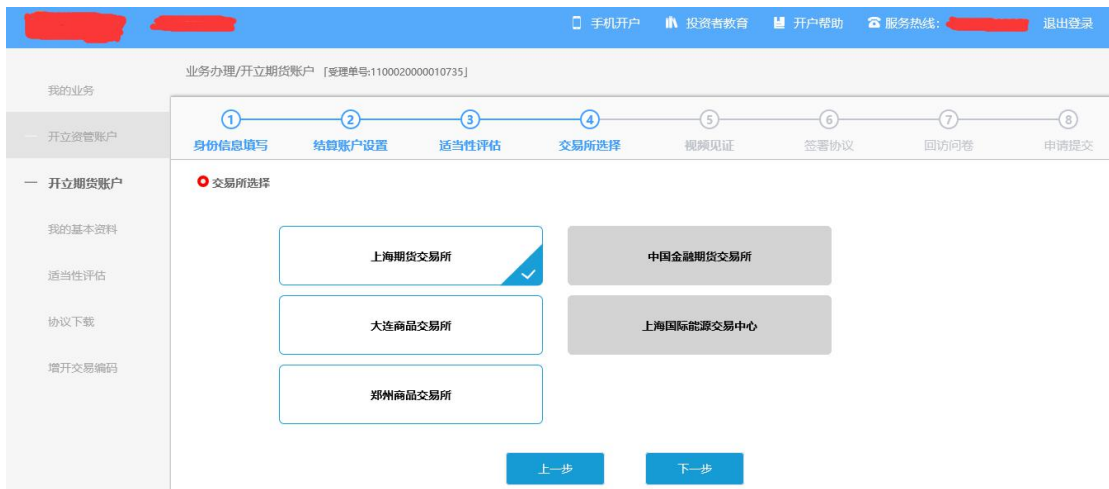 手机开户 投资者教育 开户帮助 服务热线: 退出登录
业务办理/开立期货账户「受理单号:1100020000010735」
我的业务
开立资管账户
开立期货账户
我的基本资料
适当性评估
协议下载
增开交易编码
1 2 3 4 5 6 7 8
身份信息填写 结算账户设置 适当性评估 交易所选择 视频见证 签署协议 回访问卷 申请提交
交易所选择
上海期货交易所 中国金融期货交易所
大连商品交易所 上海国际能源交易中心
郑州商品交易所
上一步 下一步